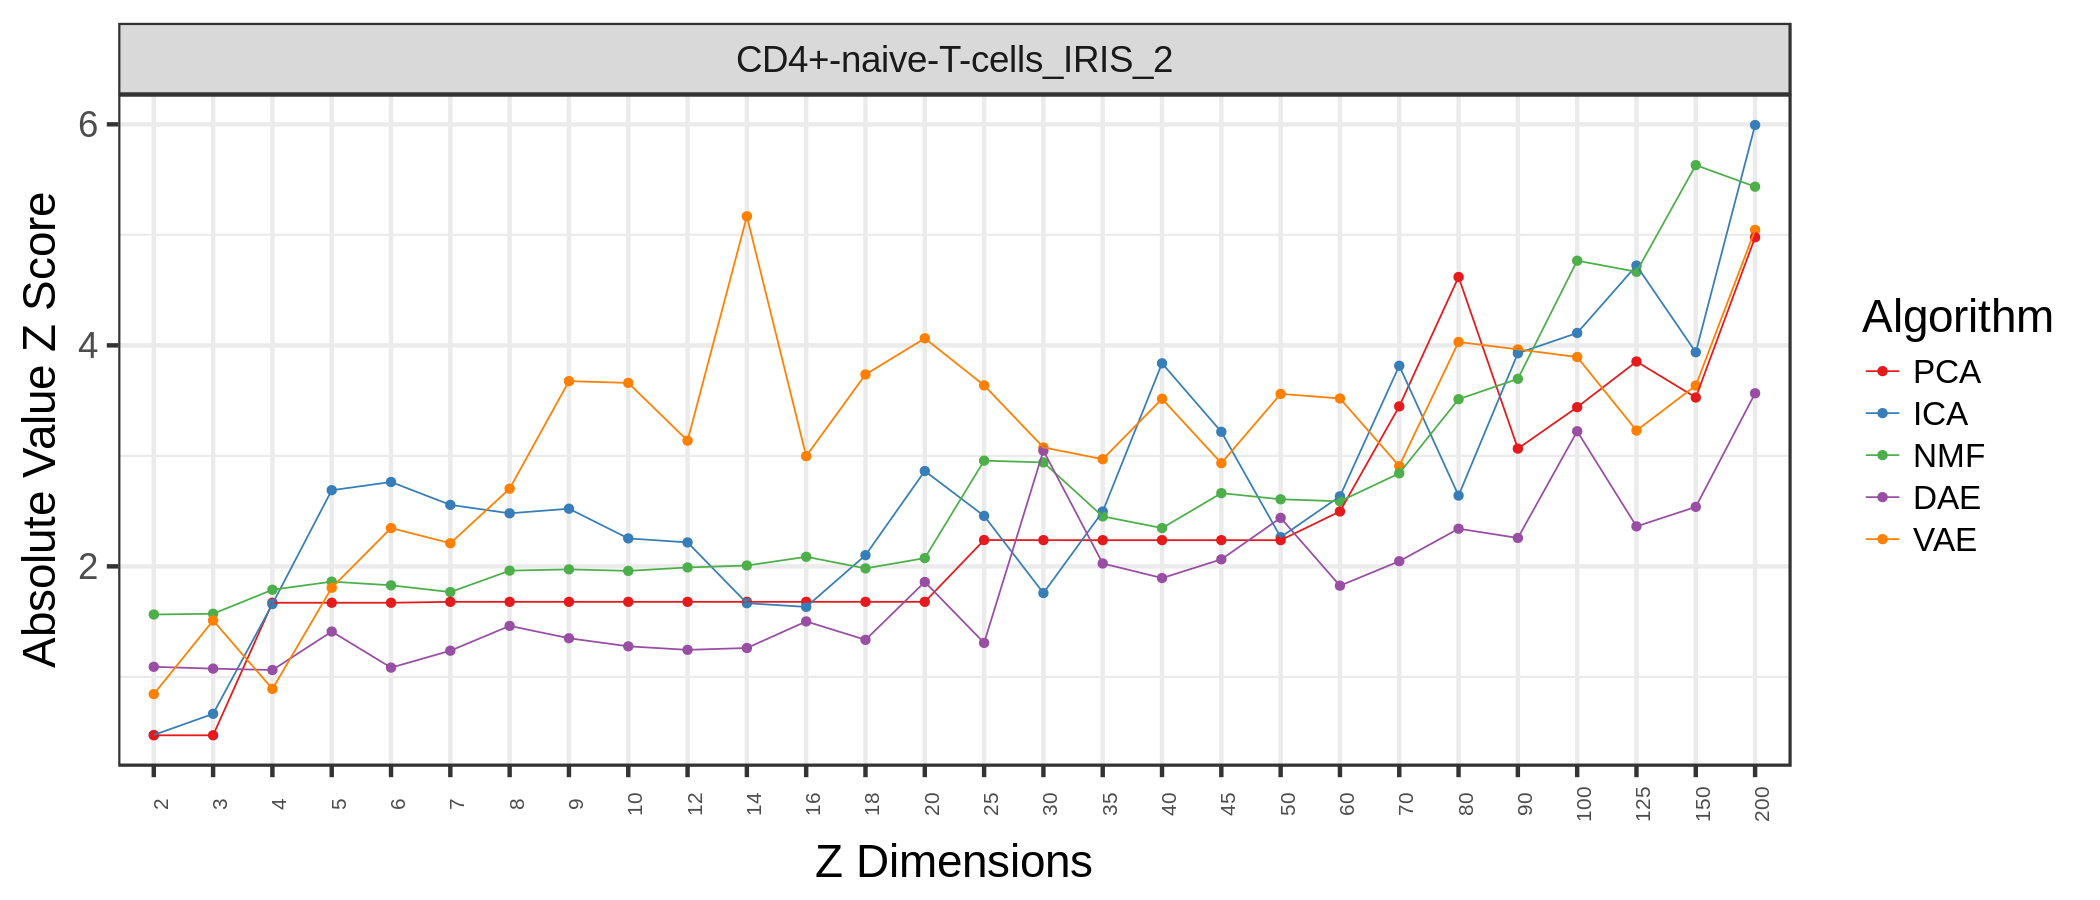 CD4+-naive-T-cells_IRIS_2
Absolute Value Z Score
6
4
2
2 3 4 5 6 7 8 9 10 12 14 16 18 20 25 30 35 40 45 50 60 70 80 90 100 125 150 200
Z Dimensions
Algorithm
PCA
ICA
NMF
DAE
VAE